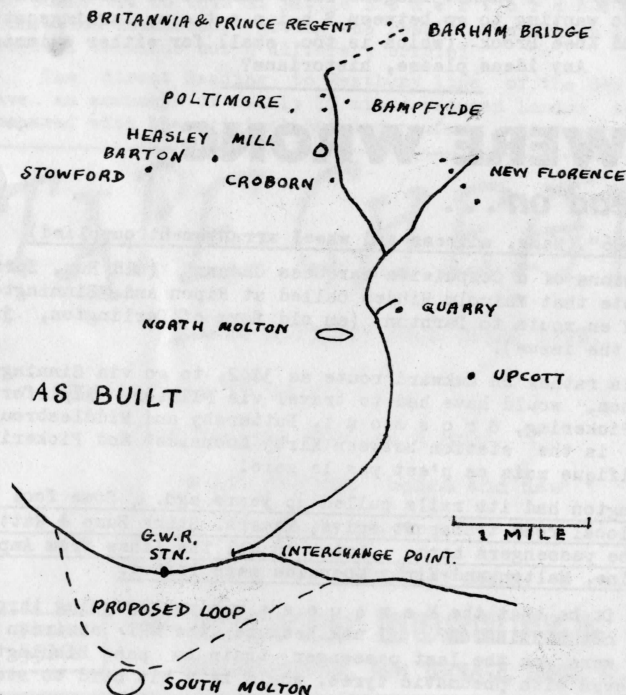 BRITANNIA & PRINCE REGENT
BARHAM BRIDGE
POLTIMORE
BAMPFYLDE
HEASLEY MILL
BARTON
STOWFORD
CROBORN
NEW FLORENCE
QUARRY
NORTH MOLTON
UPCOTT
AS BUILT
1 MILE
G.W.R.
STN.
INTERCHANGE POINT.
PROPOSED LOOP
SOUTH MOLTON